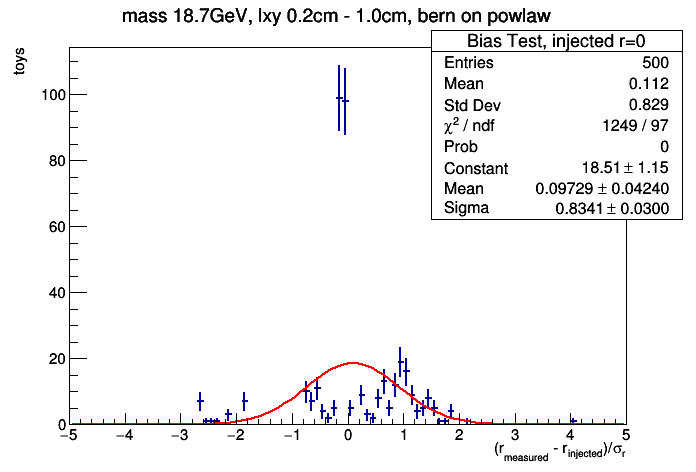 mass 18.7GeV, lxy 0.2cm - 1.0cm, bern on powlaw
Bias Test, injected r=0
Entries 500
Mean 0.112
Std Dev 0.829
χ² / ndf 1249 / 97
Prob 0
Constant 18.51 ± 1.15
Mean 0.09729 ± 0.04240
Sigma 0.8341 ± 0.0300
toys
100
80
60
40
20
0
−5 −4 −3 −2 −1 0 1 2 3 4 5
(r_measured - r_injected)/σ_r